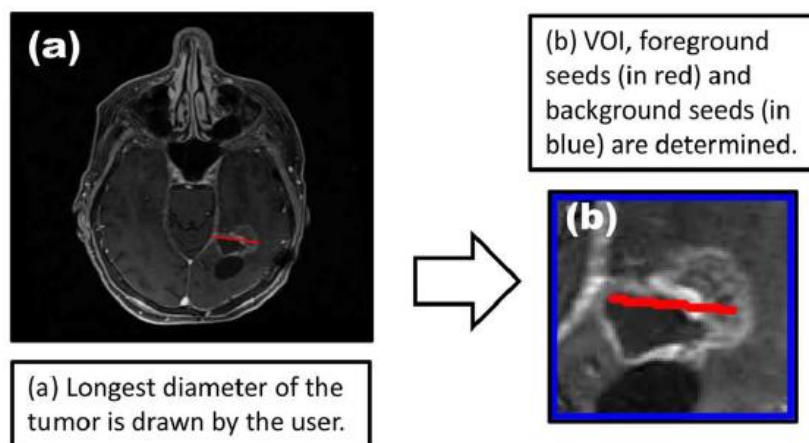 (a)
(b) VOI, foreground
seeds (in red) and
background seeds (in
blue) are determined.
(b)
(a) Longest diameter of the
tumor is drawn by the user.